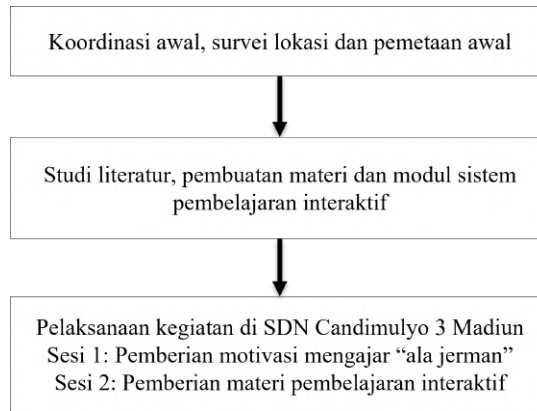 Koordinasi awal, survei lokasi dan pemetaan awal
Studi literatur, pembuatan materi dan modul sistem
pembelajaran interaktif
Pelaksanaan kegiatan di SDN Candimulyo 3 Madiun
Sesi 1: Pemberian motivasi mengajar “ala jerman”
Sesi 2: Pemberian materi pembelajaran interaktif